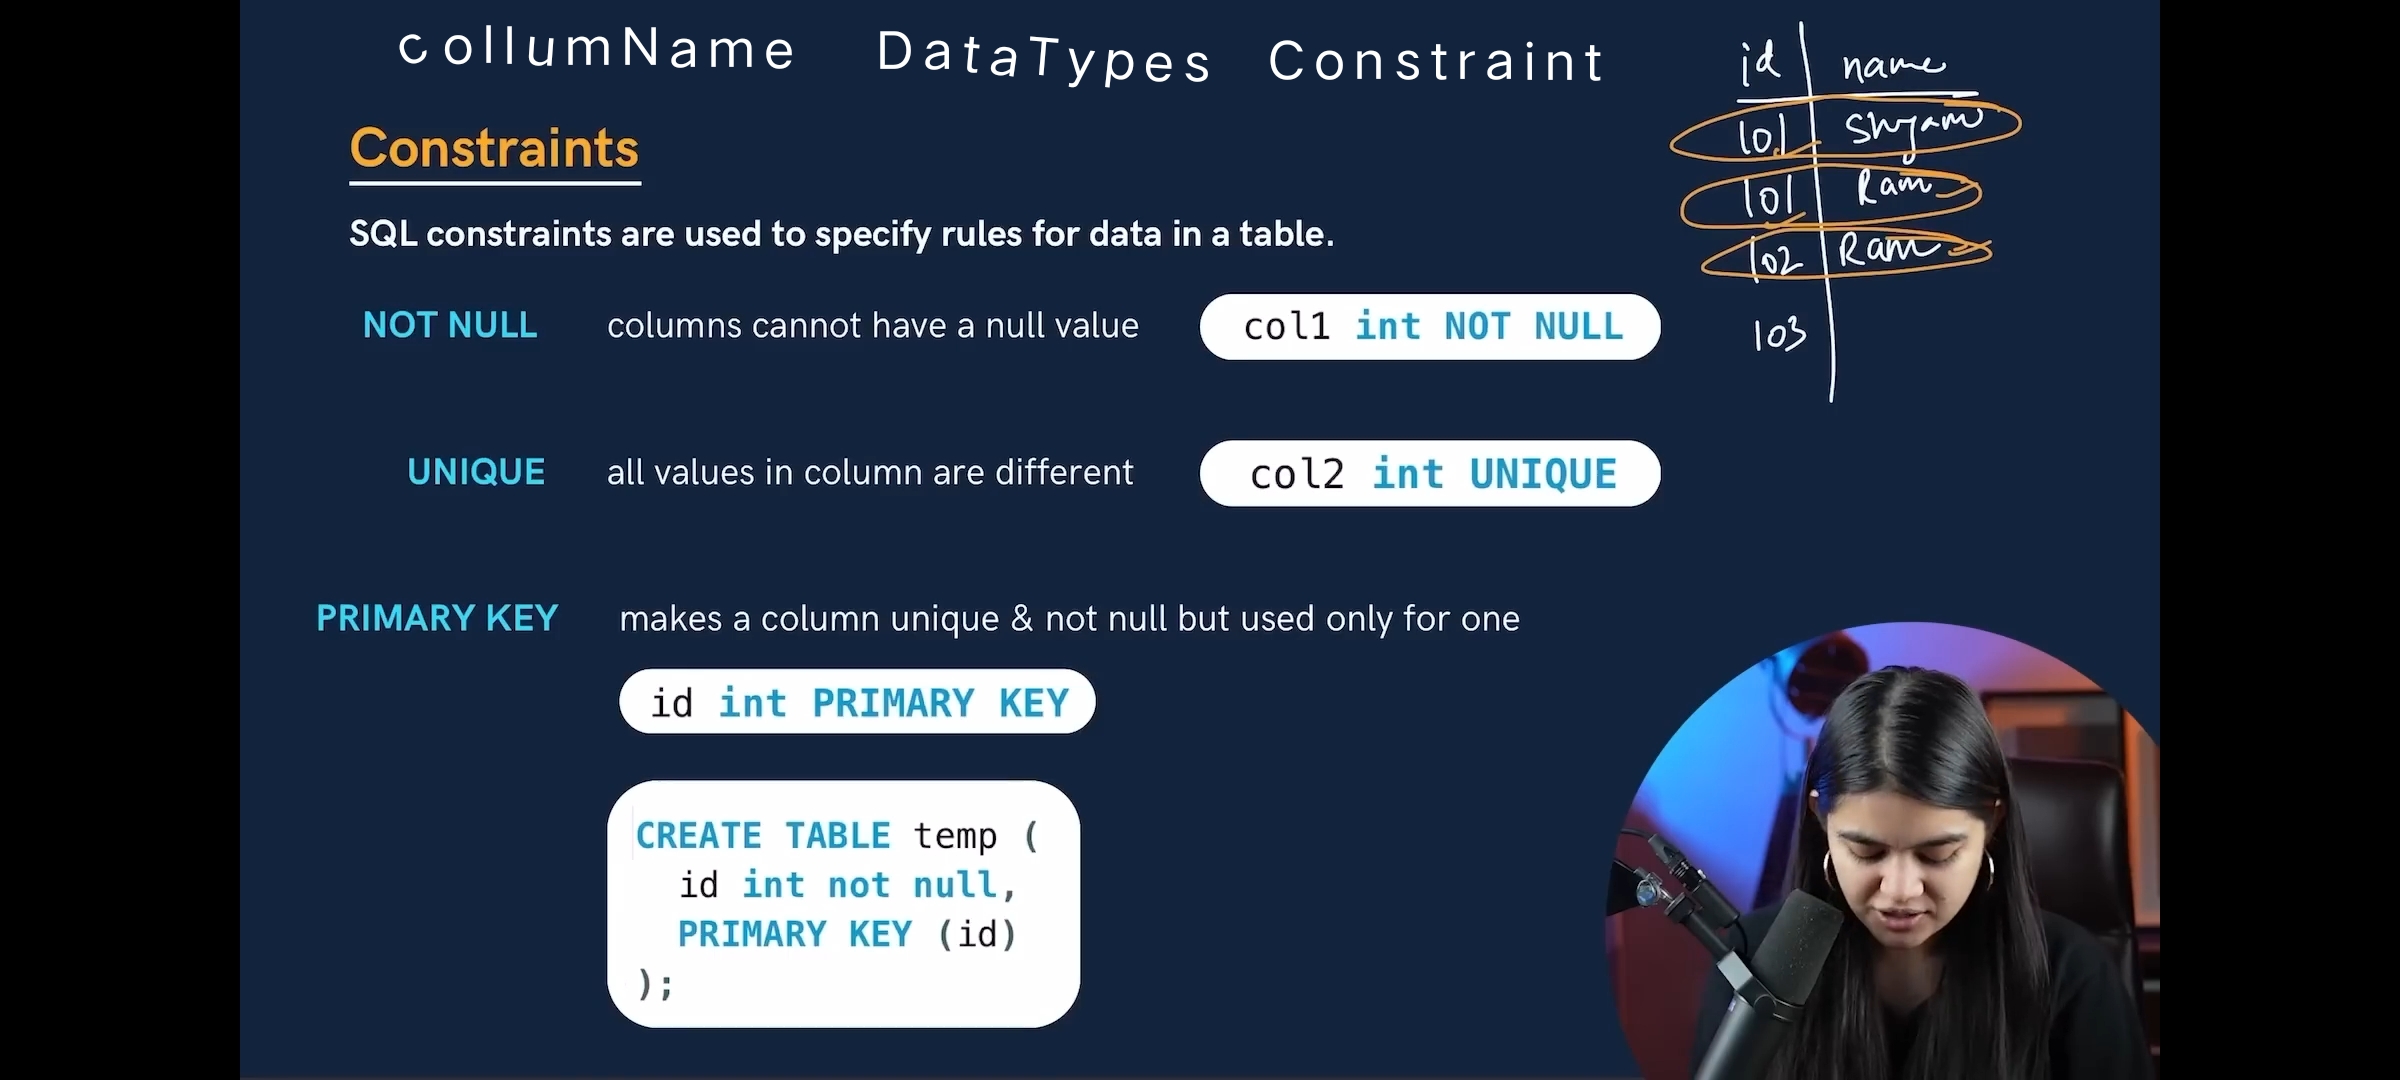 collumName DataTypes Constraint
Constraints
SQL constraints are used to specify rules for data in a table.
NOT NULL columns cannot have a null value col1 int NOT NULL
UNIQUE all values in column are different col2 int UNIQUE
PRIMARY KEY makes a column unique & not null but used only for one
id int PRIMARY KEY
CREATE TABLE temp (
id int not null,
PRIMARY KEY (id)
);
id name
101 Shyam
101 Ram
102 Ram
103